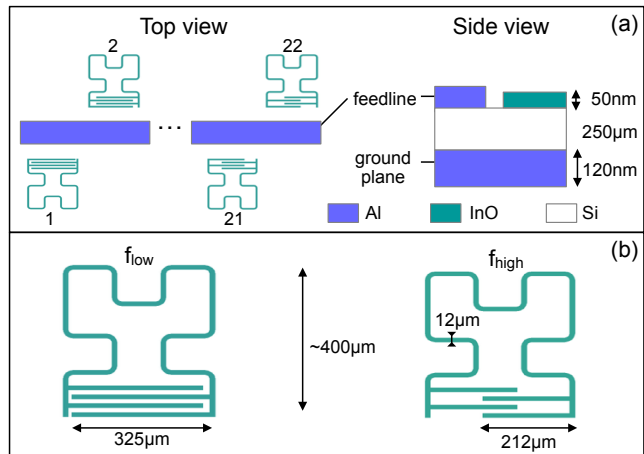 Top view
Side view
(a)
2
22
feedline
50nm
250μm
...
ground
plane
120nm
1
21
Al
InO
Si
(b)
flow
fhigh
12μm
~400μm
325μm
212μm